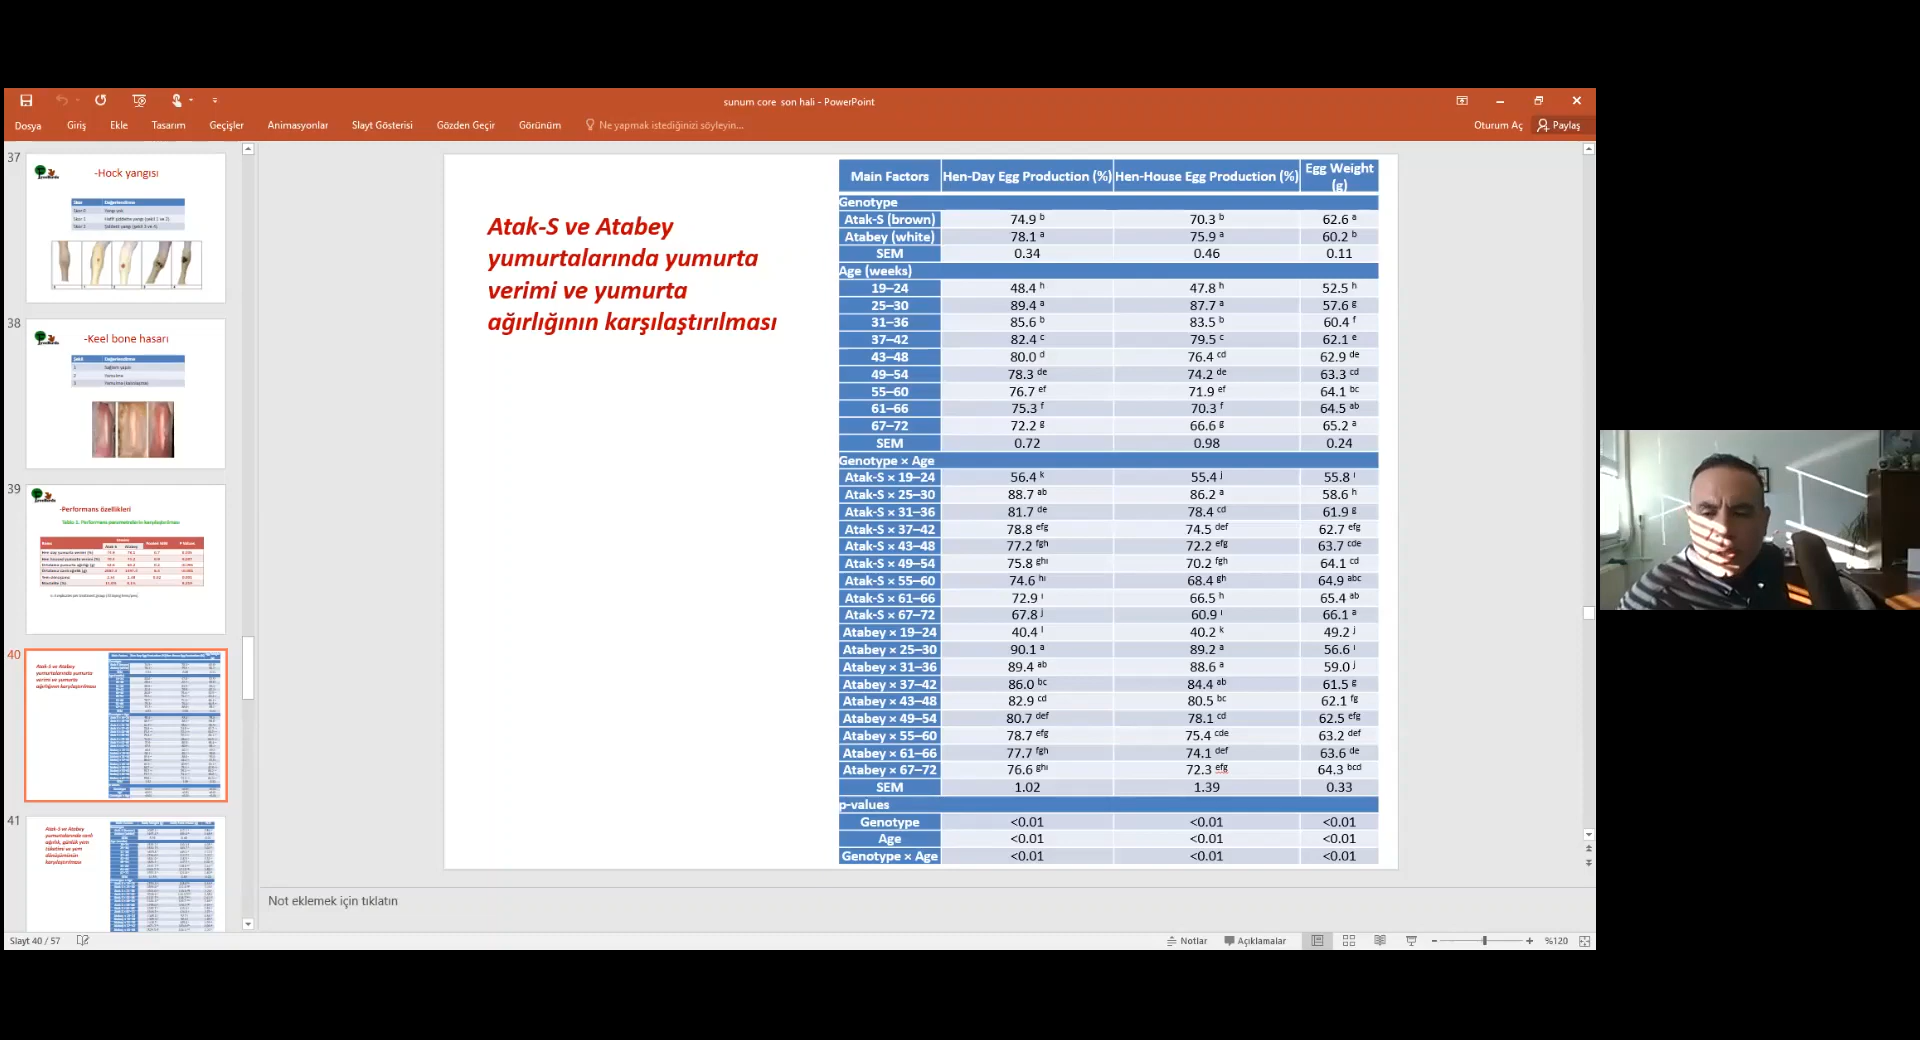 sunum core son hali - PowerPoint
Dosya Giriş Ekle Tasarım Geçişler Animasyonlar Slayt Gösterisi Gözden Geçir Görünüm Ne yapmak istediğinizi söyleyin... Oturum Aç Paylaş
37
-Hock yangısı
38
-Keel bone hasarı
39
-Performans özellikleri
40
41
Atak-S ve Atabey
yumurtalarında yumurta
verimi ve yumurta
ağırlığının karşılaştırılması
Main Factors Hen-Day Egg Production (%) Hen-House Egg Production (%) Egg Weight (g)
Genotype
Atak-S (brown) 74.9 b 70.3 b 62.6 a
Atabey (white) 78.1 a 75.9 a 60.2 b
SEM 0.34 0.46 0.11
Age (weeks)
19–24 48.4 h 47.8 h 52.5 h
25–30 89.4 a 87.7 a 57.6 g
31–36 85.6 b 83.5 b 60.4 f
37–42 82.4 c 79.5 c 62.1 e
43–48 80.0 d 76.4 cd 62.9 de
49–54 78.3 de 74.2 de 63.3 cd
55–60 76.7 ef 71.9 ef 64.1 bc
61–66 75.3 f 70.3 f 64.5 ab
67–72 72.2 g 66.6 g 65.2 a
SEM 0.72 0.98 0.24
Genotype × Age
Atak-S × 19–24 56.4 k 55.4 j 55.8 ı
Atak-S × 25–30 88.7 ab 86.2 a 58.6 h
Atak-S × 31–36 81.7 de 78.4 cd 61.9 g
Atak-S × 37–42 78.8 efg 74.5 def 62.7 efg
Atak-S × 43–48 77.2 fgh 72.2 efg 63.7 cde
Atak-S × 49–54 75.8 ghı 70.2 fgh 64.1 cd
Atak-S × 55–60 74.6 hı 68.4 gh 64.9 abc
Atak-S × 61–66 72.9 ı 66.5 h 65.4 ab
Atak-S × 67–72 67.8 j 60.9 ı 66.1 a
Atabey × 19–24 40.4 l 40.2 k 49.2 j
Atabey × 25–30 90.1 a 89.2 a 56.6 ı
Atabey × 31–36 89.4 ab 88.6 a 59.0 j
Atabey × 37–42 86.0 bc 84.4 ab 61.5 g
Atabey × 43–48 82.9 cd 80.5 bc 62.1 fg
Atabey × 49–54 80.7 def 78.1 cd 62.5 efg
Atabey × 55–60 78.7 efg 75.4 cde 63.2 def
Atabey × 61–66 77.7 fgh 74.1 def 63.6 de
Atabey × 67–72 76.6 ghı 72.3 efg 64.3 bcd
SEM 1.02 1.39 0.33
p-values
Genotype <0.01 <0.01 <0.01
Age <0.01 <0.01 <0.01
Genotype × Age <0.01 <0.01 <0.01
Not eklemek için tıklatın
Slayt 40 / 57 Notlar Açıklamalar %120